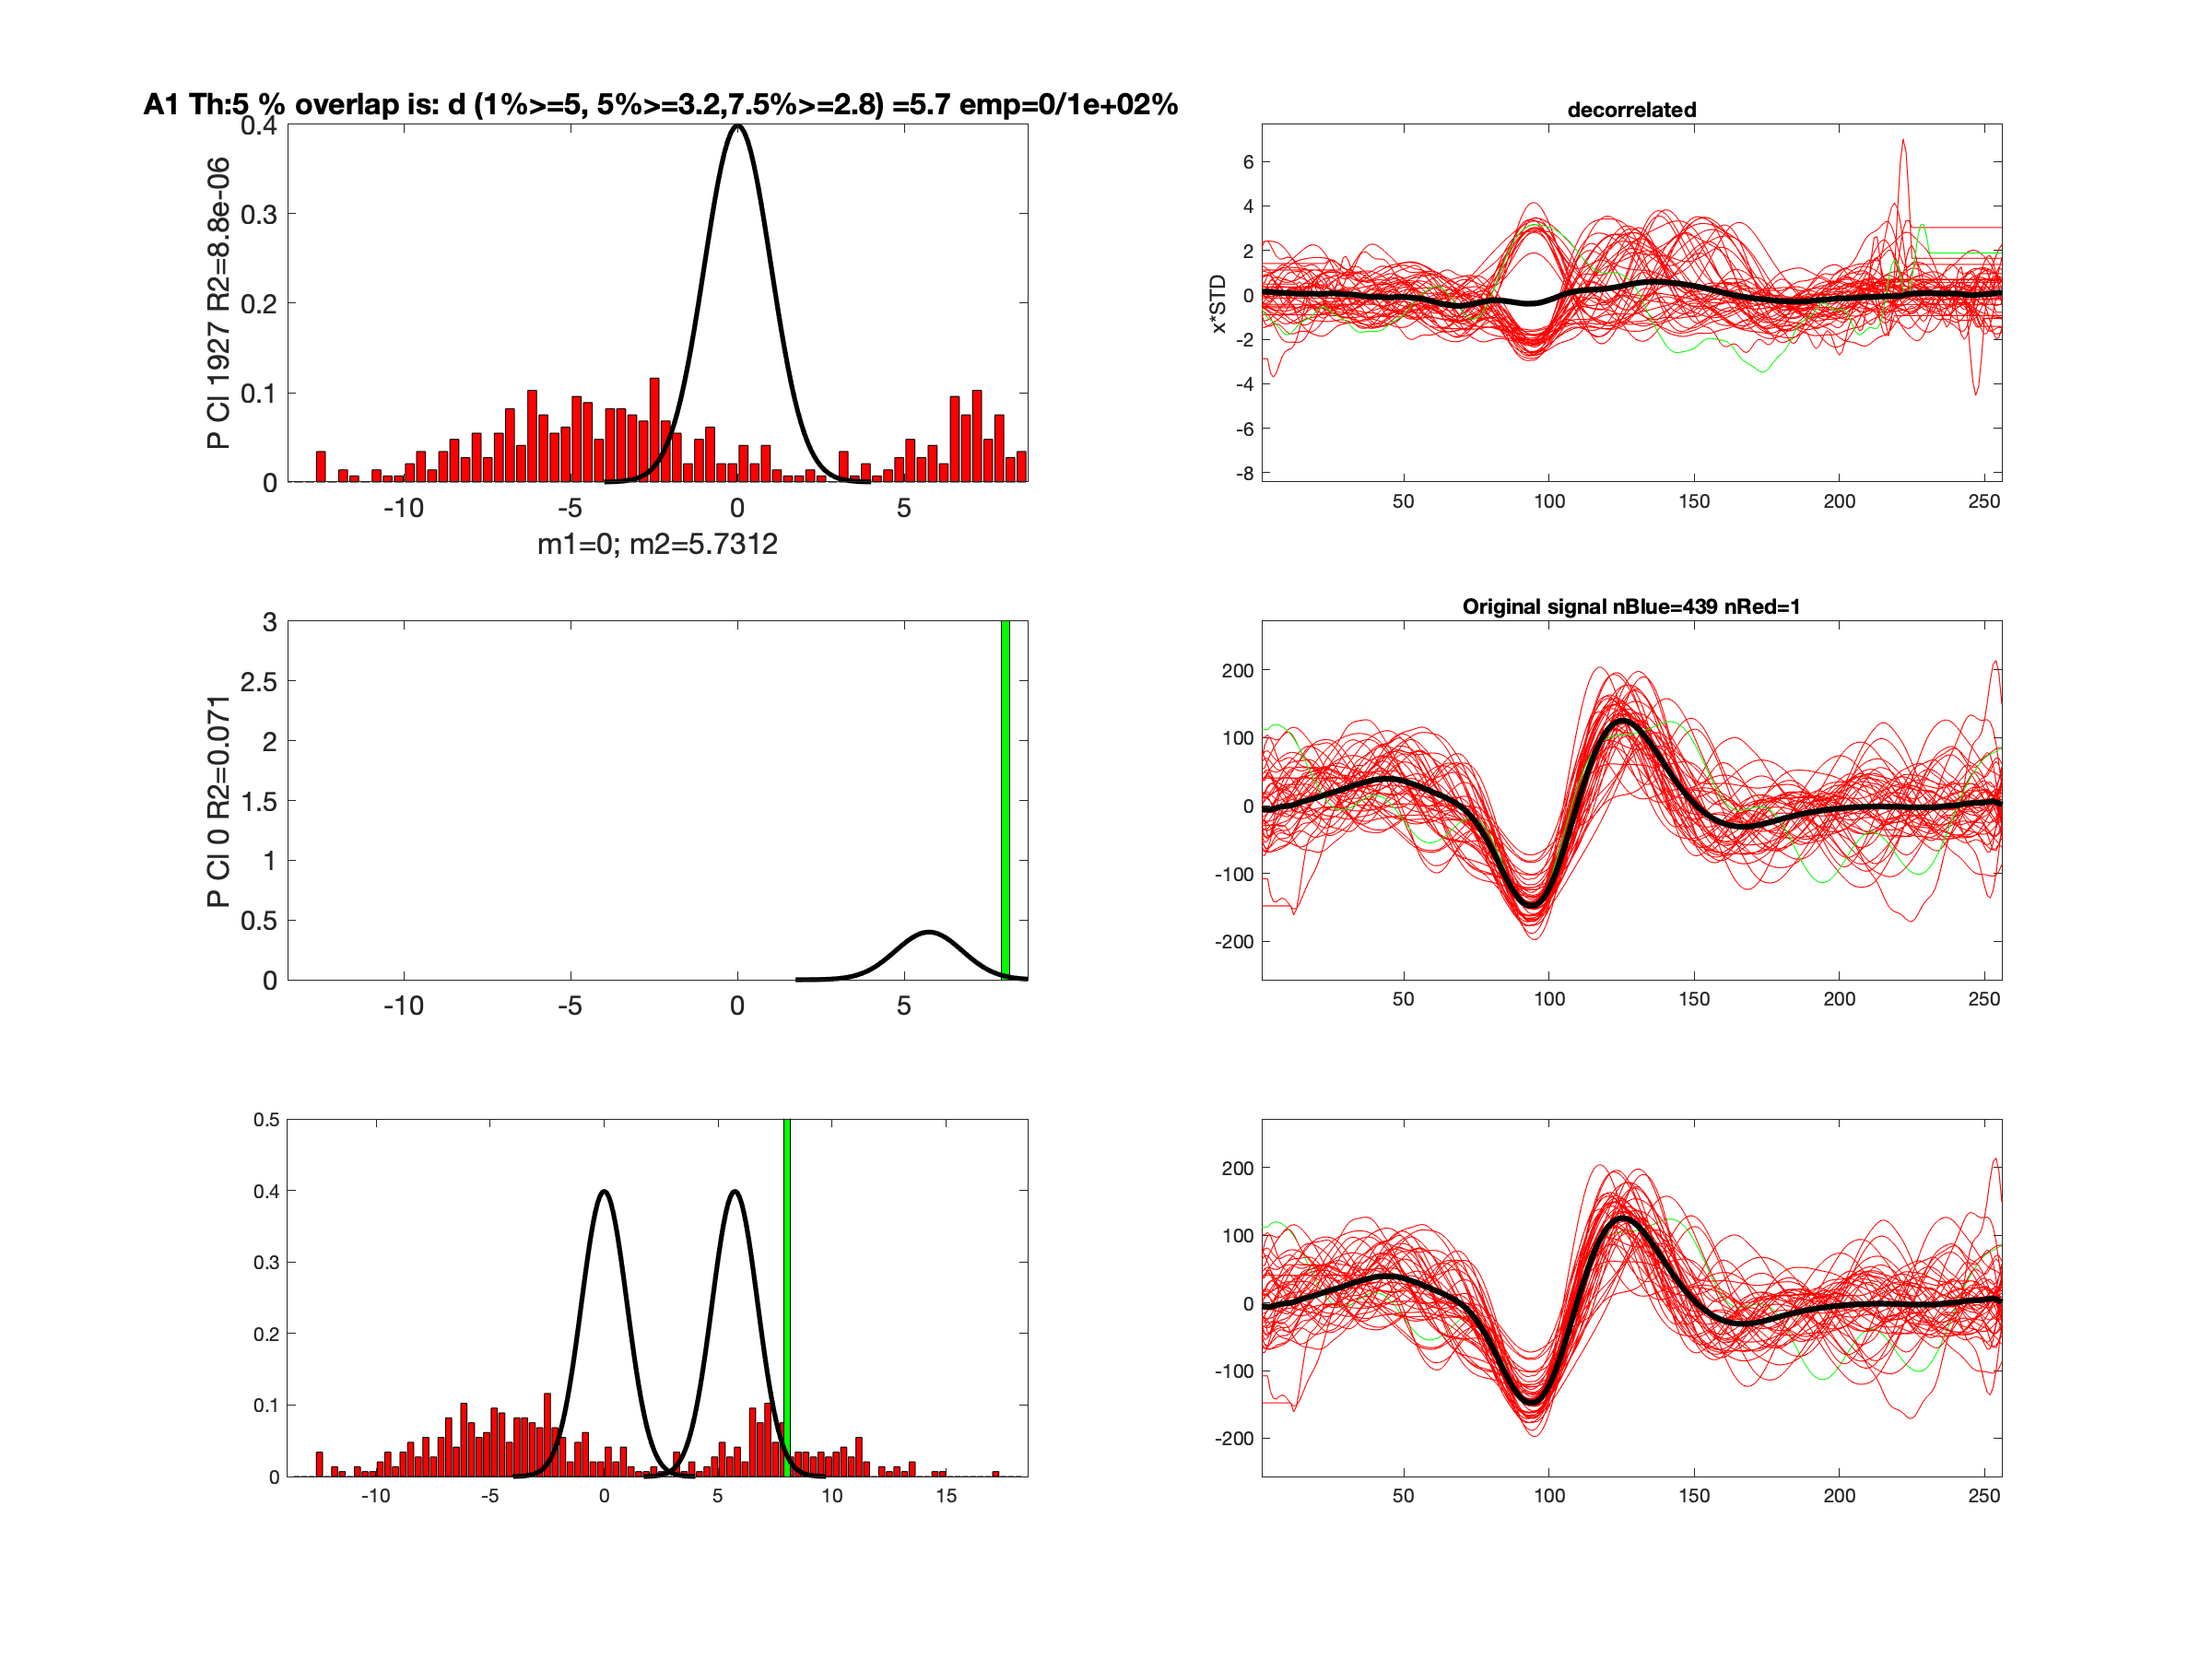 A1 Th:5 % overlap is: d (1%>=5, 5%>=3.2,7.5%>=2.8) =5.7 emp=0/1e+02%
P Cl 1927 R2=8.8e-06
0.4
0.3
0.2
0.1
0
-10 -5 0 5
m1=0; m2=5.7312
decorrelated
x*STD
6
4
2
0
-2
-4
-6
-8
50 100 150 200 250
P Cl 0 R2=0.071
3
2.5
2
1.5
1
0.5
0
-10 -5 0 5
Original signal nBlue=439 nRed=1
200
100
0
-100
-200
50 100 150 200 250
0.5
0.4
0.3
0.2
0.1
0
-10 -5 0 5 10 15
200
100
0
-100
-200
50 100 150 200 250